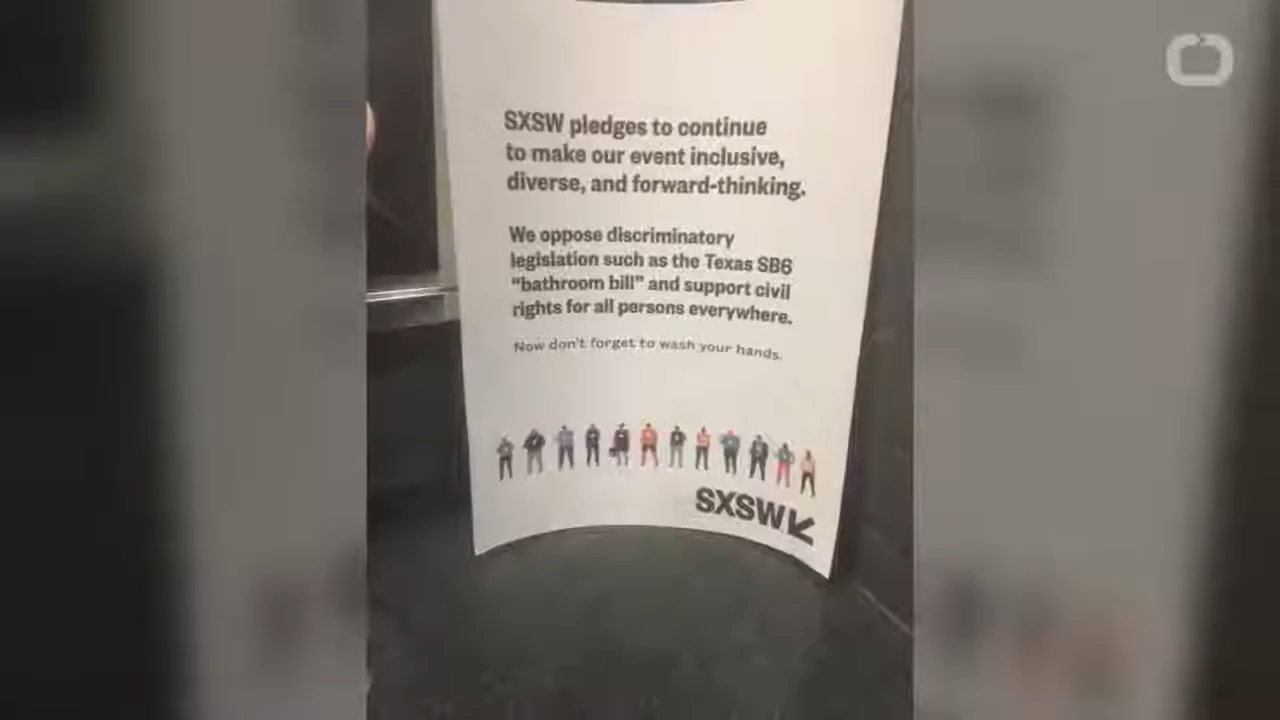 SXSW pledges to continue
to make our event inclusive,
diverse, and forward-thinking.
We oppose discriminatory
legislation such as the Texas SB6
"bathroom bill" and support civil
rights for all persons everywhere.
Now don't forget to wash your hands.
SXSW